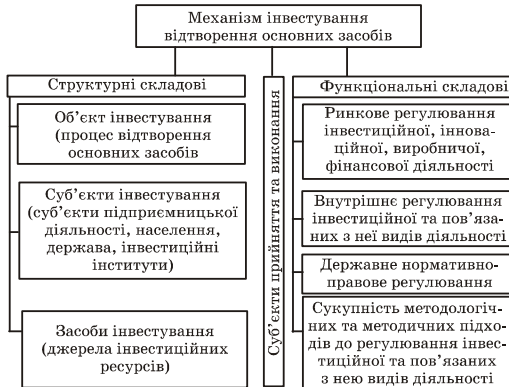 Механізм інвестування
відтворення основних засобів
Структурні складові
Об'єкт інвестування
(процес відтворення
основних засобів
Суб'єкти інвестування
(суб'єкти підприємницької
діяльності, населення,
держава, інвестиційні
інститути)
Засоби інвестування
(джерела інвестиційних
ресурсів)
Суб'єкти прийняття та виконання
Функціональні складові
Ринкове регулювання
інвестиційної, іннова-
ційної, виробничої,
фінансової діяльності
Внутрішнє регулювання
інвестиційної та пов'яза-
них з неї видів діяльності
Державне нормативно-
правове регулювання
Сукупність методологіч-
них та методичних підхо-
дів до регулювання інвес-
тиційної та пов'язаних
з нею видів діяльності